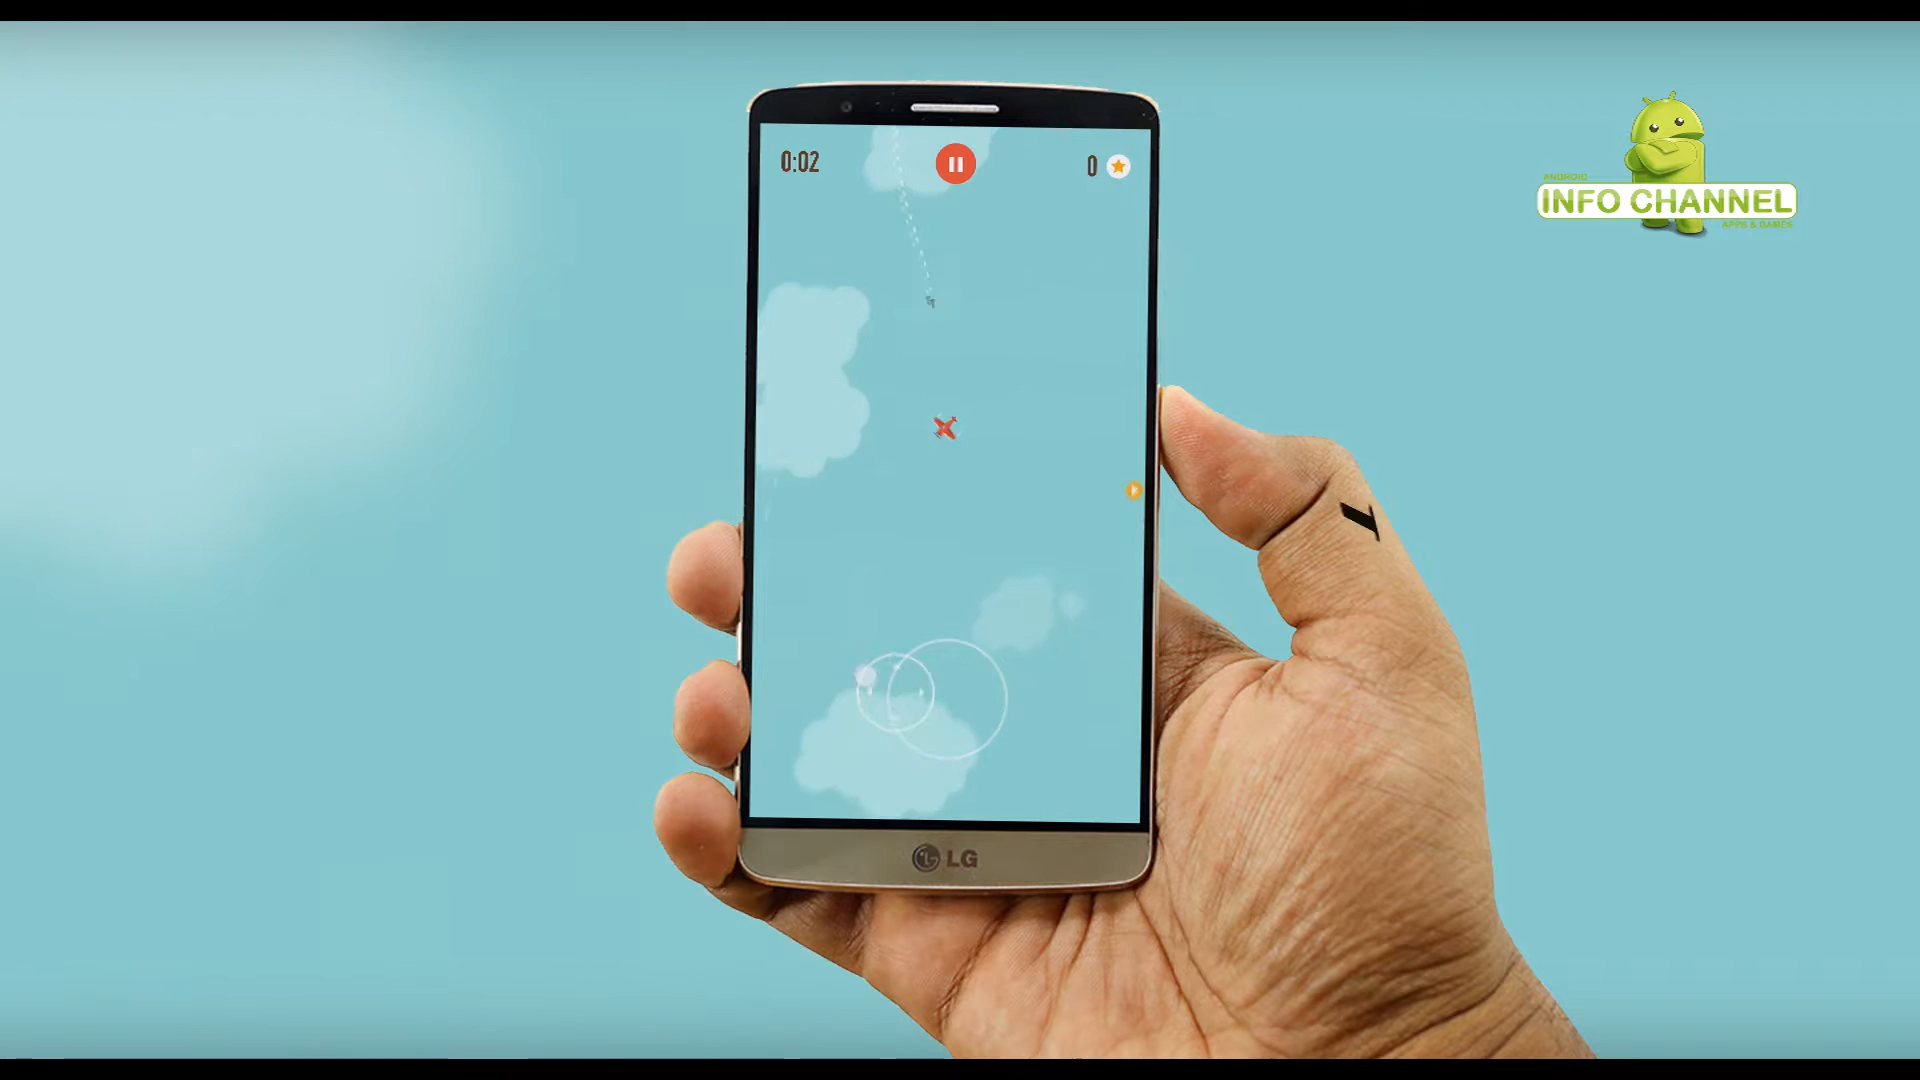 0:02
0
ANDROID
INFO CHANNEL
APPS & GAMES
LG